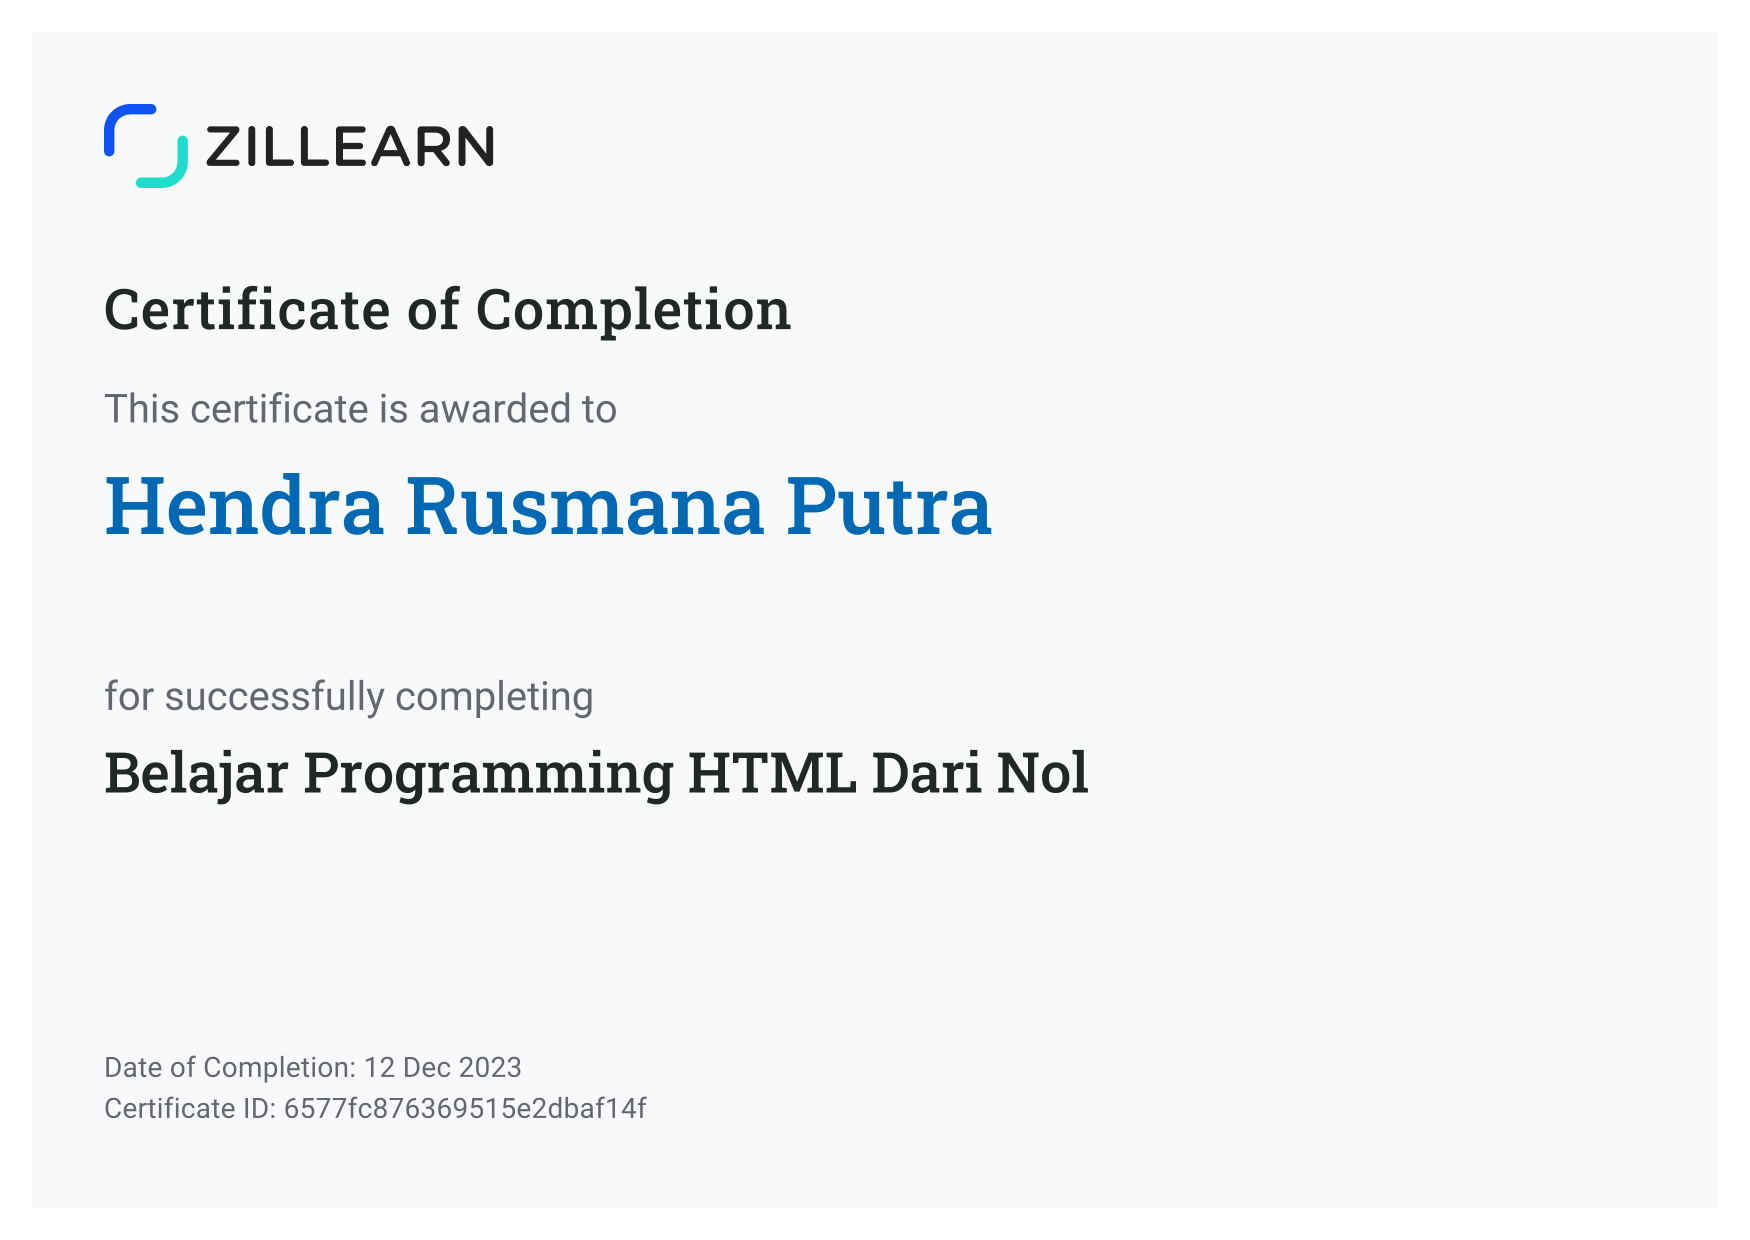 ZILLEARN
Certificate of Completion
This certificate is awarded to
Hendra Rusmana Putra
for successfully completing
Belajar Programming HTML Dari Nol
Date of Completion: 12 Dec 2023
Certificate ID: 6577fc876369515e2dbaf14f